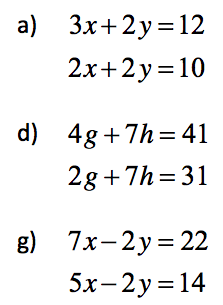 a) 3x+2y=12
2x+2y=10
d) 4g+7h=41
2g+7h=31
g) 7x−2y=22
5x−2y=14